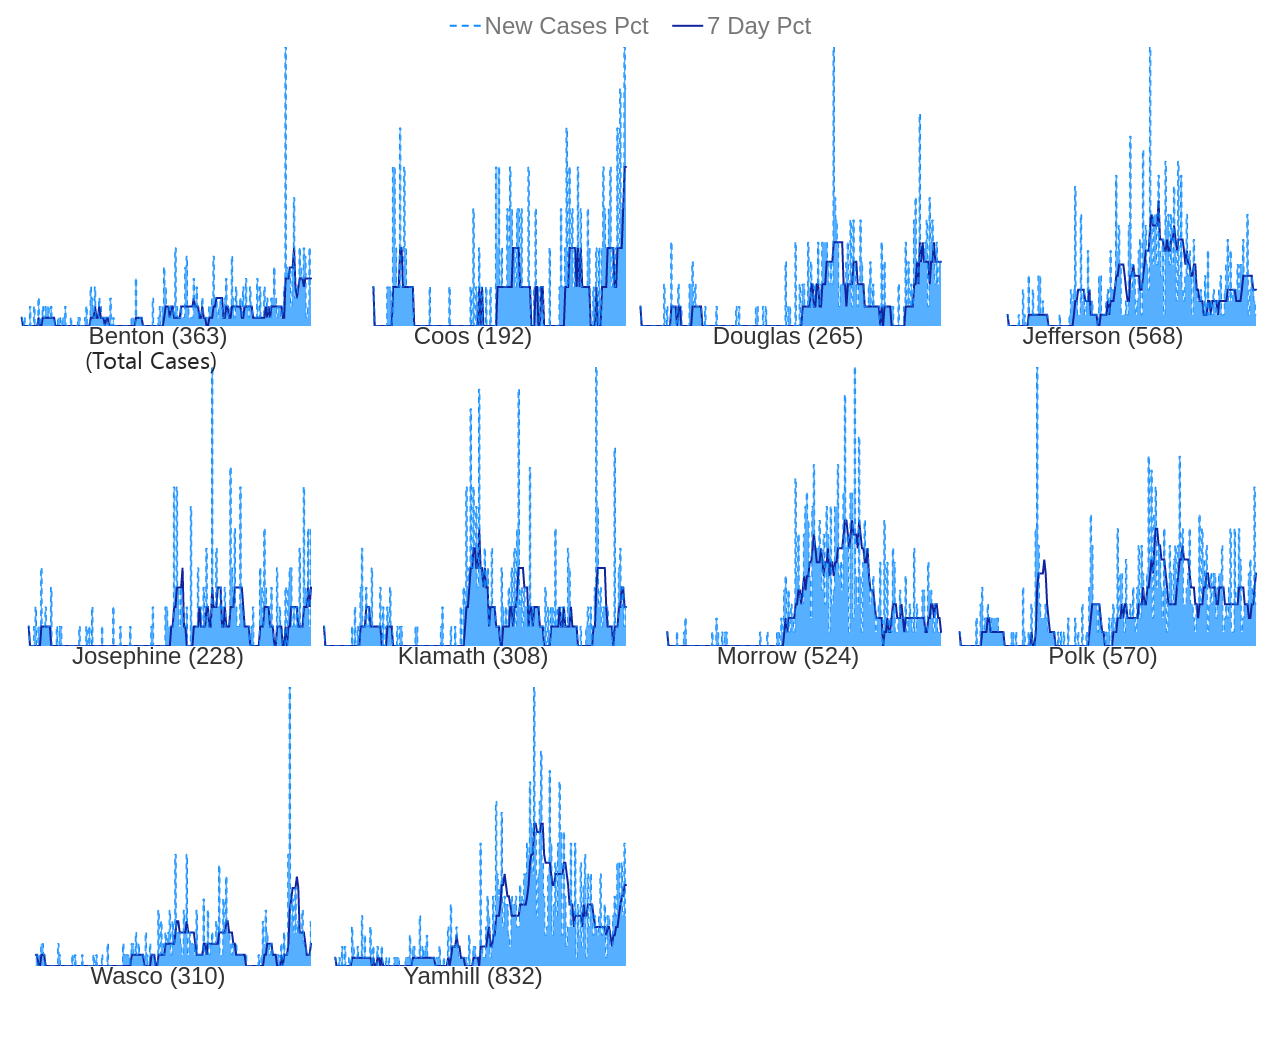 New Cases Pct 7 Day Pct
Benton (363) Coos (192) Douglas (265) Jefferson (568)
(Total Cases)
Josephine (228) Klamath (308) Morrow (524) Polk (570)
Wasco (310) Yamhill (832)